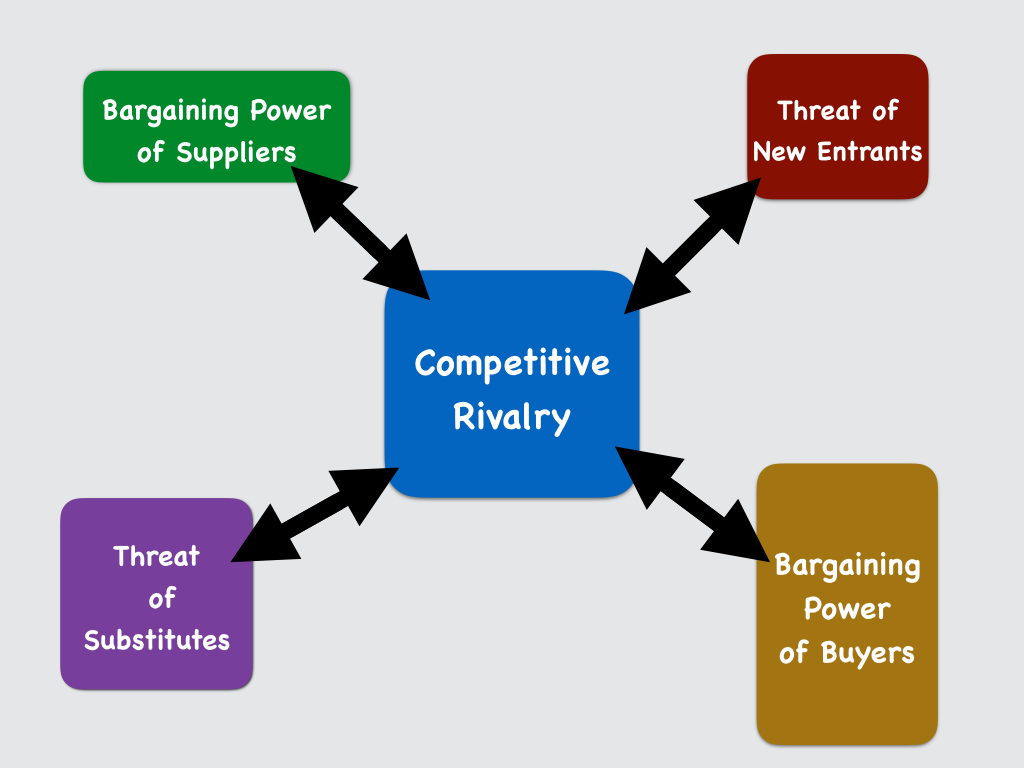 Bargaining Power
of Suppliers
Threat of
New Entrants
Competitive
Rivalry
Threat
of
Substitutes
Bargaining
Power
of Buyers